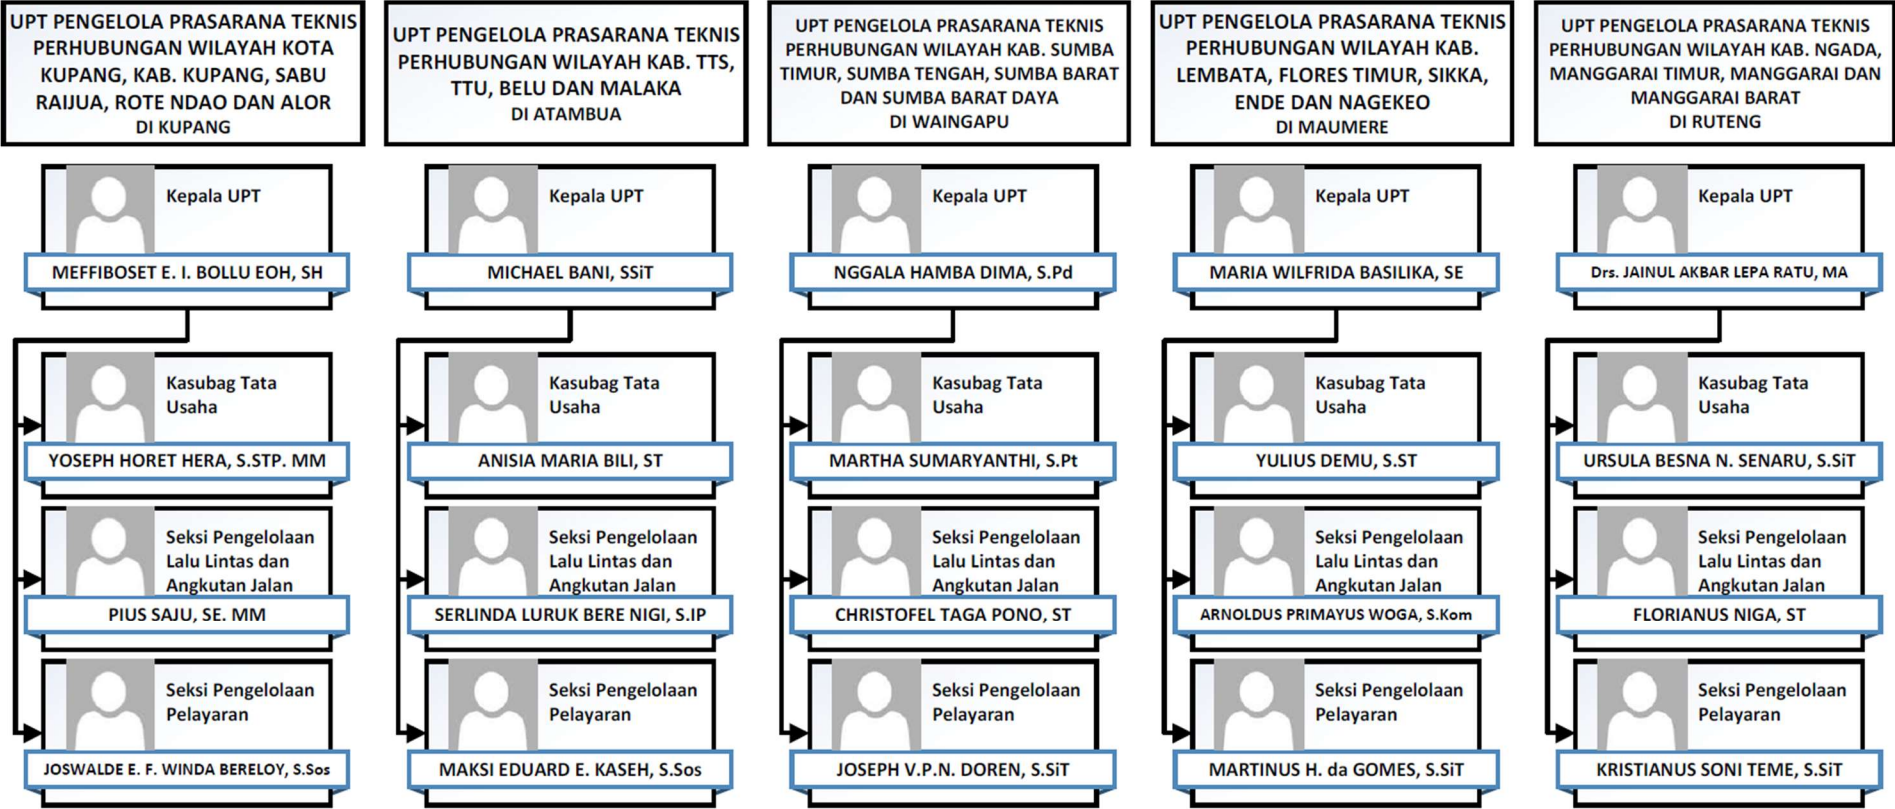 UPT PENGELOLA PRASARANA TEKNIS
PERHUBUNGAN WILAYAH KOTA
KUPANG, KAB. KUPANG, SABU
RAIJUA, ROTE NDAO DAN ALOR
DI KUPANG
Kepala UPT
MEFFIBOSET E. I. BOLLU EOH, SH
Kasubag Tata
Usaha
YOSEPH HORET HERA, S.STP. MM
Seksi Pengelolaan
Lalu Lintas dan
Angkutan Jalan
PIUS SAJU, SE. MM
Seksi Pengelolaan
Pelayaran
JOSWALDE E. F. WINDA BERELOY, S.Sos
UPT PENGELOLA PRASARANA TEKNIS
PERHUBUNGAN WILAYAH KAB. TTS,
TTU, BELU DAN MALAKA
DI ATAMBUA
Kepala UPT
MICHAEL BANI, SSiT
Kasubag Tata
Usaha
ANISIA MARIA BILI, ST
Seksi Pengelolaan
Lalu Lintas dan
Angkutan Jalan
SERLINDA LURUK BERE NIGI, S.IP
Seksi Pengelolaan
Pelayaran
MAKSI EDUARD E. KASEH, S.Sos
UPT PENGELOLA PRASARANA TEKNIS
PERHUBUNGAN WILAYAH KAB. SUMBA
TIMUR, SUMBA TENGAH, SUMBA BARAT
DAN SUMBA BARAT DAYA
DI WAINGAPU
Kepala UPT
NGGALA HAMBA DIMA, S.Pd
Kasubag Tata
Usaha
MARTHA SUMARYANTHI, S.Pt
Seksi Pengelolaan
Lalu Lintas dan
Angkutan Jalan
CHRISTOFEL TAGA PONO, ST
Seksi Pengelolaan
Pelayaran
JOSEPH V.P.N. DOREN, S.SiT
UPT PENGELOLA PRASARANA TEKNIS
PERHUBUNGAN WILAYAH KAB.
LEMBATA, FLORES TIMUR, SIKKA,
ENDE DAN NAGEKEO
DI MAUMERE
Kepala UPT
MARIA WILFRIDA BASILIKA, SE
Kasubag Tata
Usaha
YULIUS DEMU, S.ST
Seksi Pengelolaan
Lalu Lintas dan
Angkutan Jalan
ARNOLDUS PRIMAYUS WOGA, S.Kom
Seksi Pengelolaan
Pelayaran
MARTINUS H. da GOMES, S.SiT
UPT PENGELOLA PRASARANA TEKNIS
PERHUBUNGAN WILAYAH KAB. NGADA,
MANGGARAI TIMUR, MANGGARAI DAN
MANGGARAI BARAT
DI RUTENG
Kepala UPT
Drs. JAINUL AKBAR LEPA RATU, MA
Kasubag Tata
Usaha
URSULA BESNA N. SENARU, S.SiT
Seksi Pengelolaan
Lalu Lintas dan
Angkutan Jalan
FLORIANUS NIGA, ST
Seksi Pengelolaan
Pelayaran
KRISTIANUS SONI TEME, S.SiT